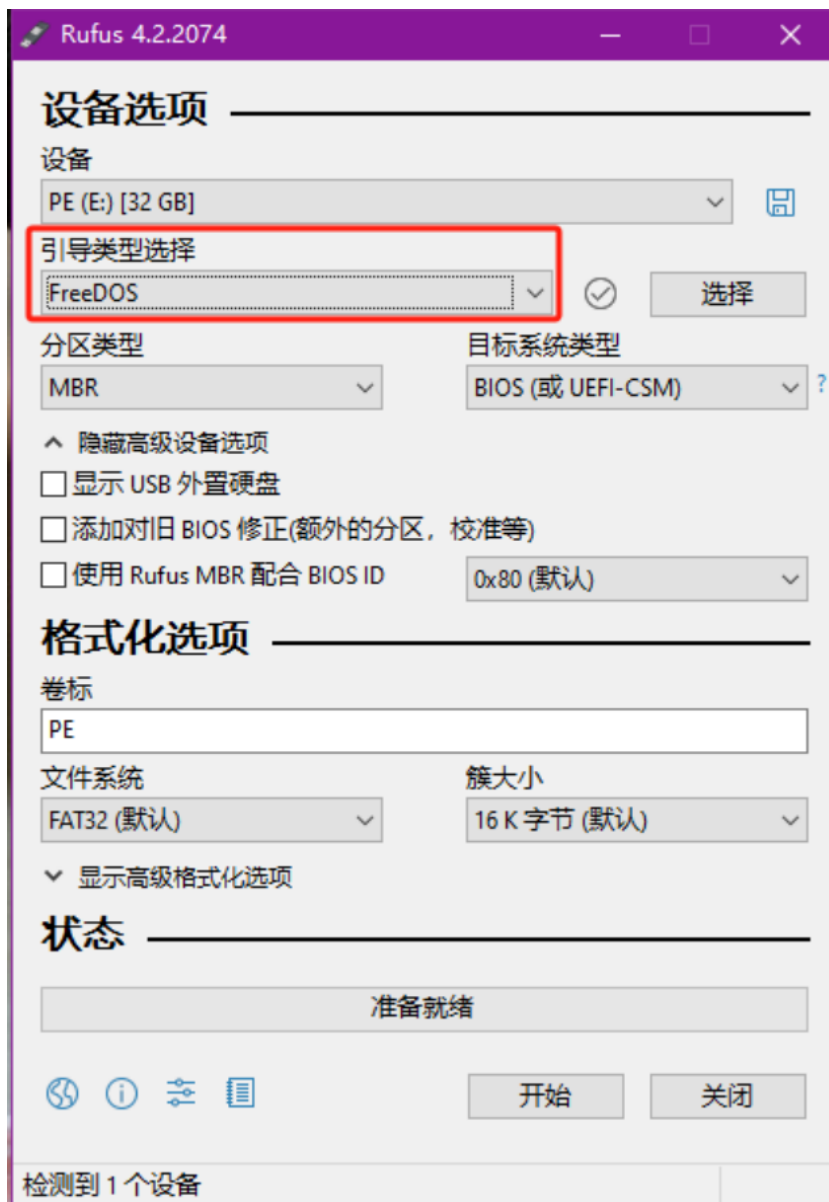 Rufus 4.2.2074
设备选项
设备
PE (E:) [32 GB]
引导类型选择
FreeDOS
选择
分区类型
目标系统类型
MBR
BIOS (或 UEFI-CSM)
?
隐藏高级设备选项
显示 USB 外置硬盘
添加对旧 BIOS 修正(额外的分区，校准等)
使用 Rufus MBR 配合 BIOS ID
0x80 (默认)
格式化选项
卷标
PE
文件系统
簇大小
FAT32 (默认)
16 K 字节 (默认)
显示高级格式化选项
状态
准备就绪
开始
关闭
检测到 1 个设备